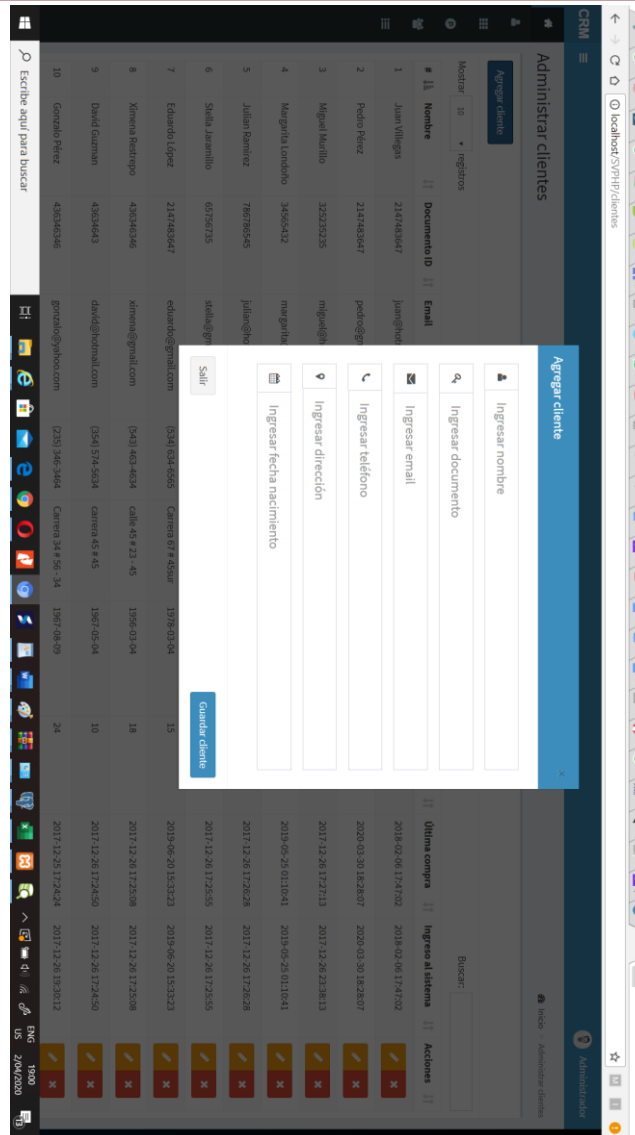 localhost/SVPHP/clientes
CRM
Administrador
Administrar clientes
Inicio > Administrar clientes
Agregar cliente
Mostrar 10 registros
Buscar:
# Nombre Documento ID Email Última compra Ingreso al sistema Acciones
1 Juan Villegas 2147483647 juan@hotm 2018-02-06 17:47:02 2018-02-06 17:47:02
2 Pedro Pérez 2147483647 pedro@gm 2020-03-30 18:28:07 2020-03-30 18:28:07
3 Miguel Murillo 325235235 miguel@h 2017-12-26 17:27:13 2017-12-26 23:38:13
4 Margarita Londoño 34565432 margarita 2019-05-25 01:10:41 2019-05-25 01:10:41
5 Julian Ramirez 786786545 julian@ho 2017-12-26 17:26:28 2017-12-26 17:26:28
6 Stella Jaramillo 65756735 stella@gm 2017-12-26 17:25:55 2017-12-26 17:25:55
7 Eduardo López 2147483647 eduardo@gmail.com (534) 634-6565 Carrera 67 # 45sur 1978-03-04 15 2019-06-20 15:33:23 2019-06-20 15:33:23
8 Ximena Restrepo 436346346 ximena@gmail.com (543) 463-4634 calle 45 # 23 - 45 1956-03-04 18 2017-12-26 17:25:08 2017-12-26 17:25:08
9 David Guzman 43634643 david@hotmail.com (354) 574-5634 carrera 45 # 45 1967-05-04 10 2017-12-26 17:24:50 2017-12-26 17:24:50
10 Gonzalo Pérez 436346346 gonzalo@yahoo.com (235) 346-3464 Carrera 34 # 56 - 34 1967-08-09 24 2017-12-25 17:24:24 2017-12-26 19:30:12
Agregar cliente
Ingresar nombre
Ingresar documento
Ingresar email
Ingresar teléfono
Ingresar dirección
Ingresar fecha nacimiento
Salir
Guardar cliente
Escribe aquí para buscar
ENG
US
19:00
2/04/2020